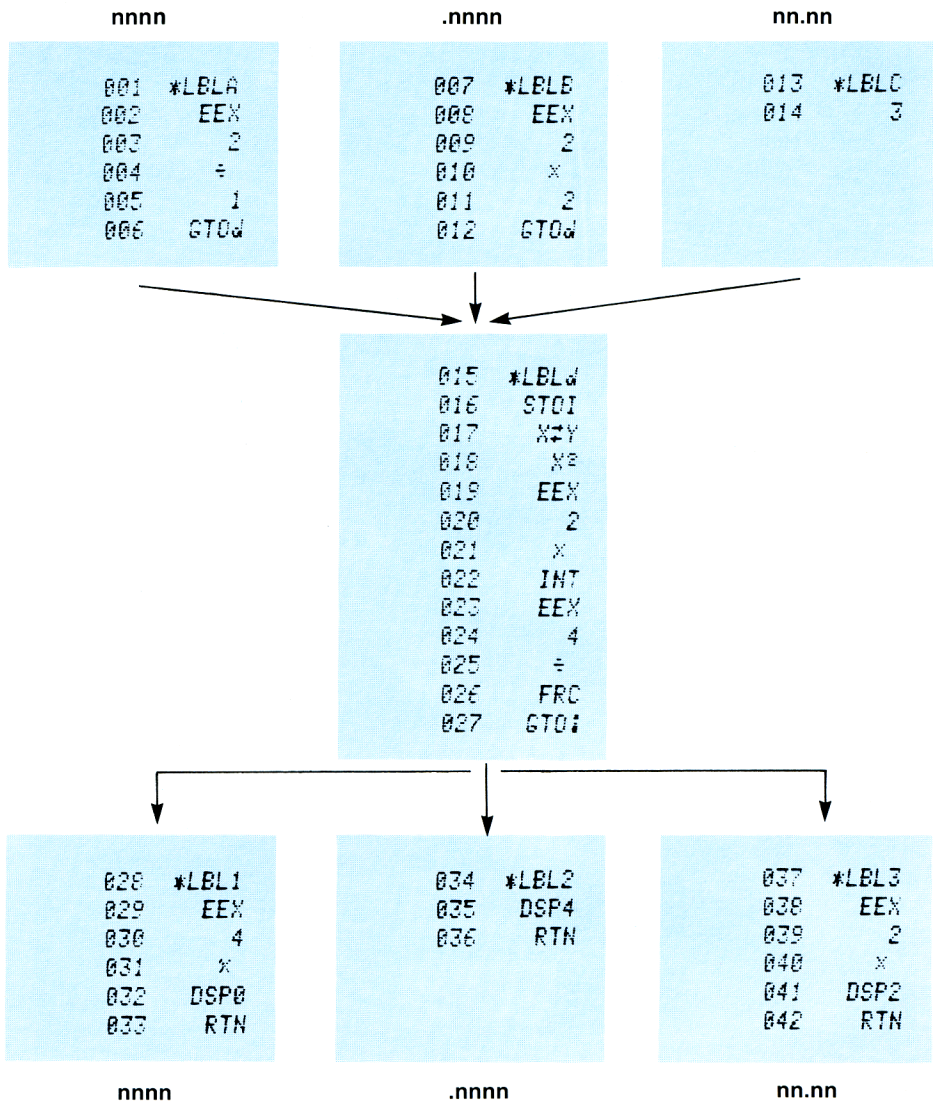 nnnn
.nnnn
nn.nn
001 *LBLA
002 EEX
003 2
004 ÷
005 1
006 GTOd
007 *LBLB
008 EEX
009 2
010 x
011 2
012 GTOd
013 *LBLC
014 3
015 *LBLd
016 STOI
017 X⇄Y
018 X²
019 EEX
020 2
021 x
022 INT
023 EEX
024 4
025 ÷
026 FRC
027 GTOi
028 *LBL1
029 EEX
030 4
031 x
032 DSP0
033 RTN
034 *LBL2
035 DSP4
036 RTN
037 *LBL3
038 EEX
039 2
040 x
041 DSP2
042 RTN
nnnn
.nnnn
nn.nn